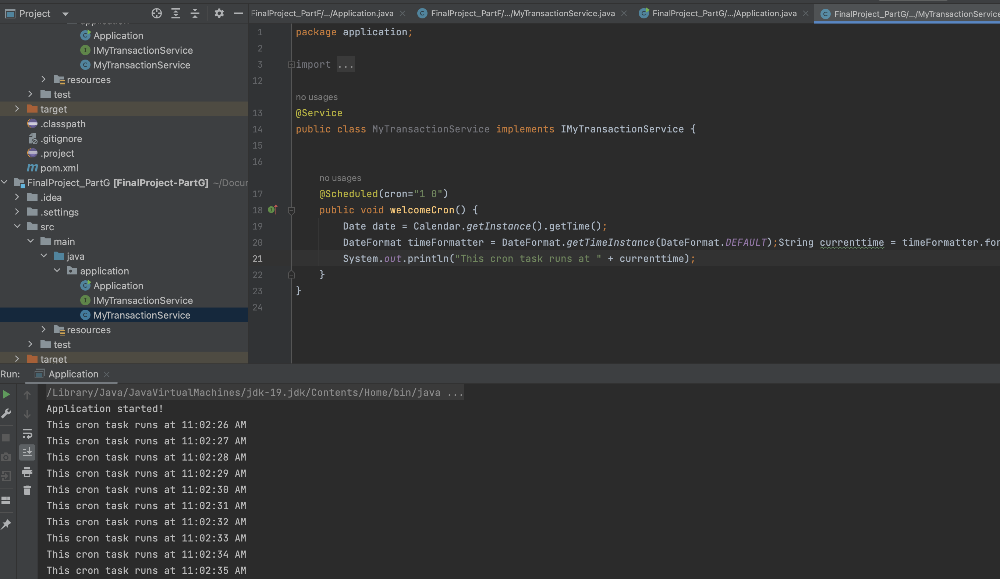 Project
FinalProject_PartF/.../Application.java
FinalProject_PartF/.../MyTransactionService.java
FinalProject_PartG/.../Application.java
FinalProject_PartG/.../MyTransactionService
application
Application
IMyTransactionService
MyTransactionService
resources
test
target
.classpath
.gitignore
.project
pom.xml
FinalProject_PartG [FinalProject-PartG] ~/Docur
.idea
.settings
src
main
java
application
Application
IMyTransactionService
MyTransactionService
resources
test
target
1 package application;
2
3 import ...
12
no usages
13 @Service
14 public class MyTransactionService implements IMyTransactionService {
15
16
no usages
17 @Scheduled(cron="1 0")
18 public void welcomeCron() {
19 Date date = Calendar.getInstance().getTime();
20 DateFormat timeFormatter = DateFormat.getTimeInstance(DateFormat.DEFAULT);String currenttime = timeFormatter.for
21 System.out.println("This cron task runs at " + currenttime);
22 }
23 }
24
Run: Application
/Library/Java/JavaVirtualMachines/jdk-19.jdk/Contents/Home/bin/java ...
Application started!
This cron task runs at 11:02:26 AM
This cron task runs at 11:02:27 AM
This cron task runs at 11:02:28 AM
This cron task runs at 11:02:29 AM
This cron task runs at 11:02:30 AM
This cron task runs at 11:02:31 AM
This cron task runs at 11:02:32 AM
This cron task runs at 11:02:33 AM
This cron task runs at 11:02:34 AM
This cron task runs at 11:02:35 AM